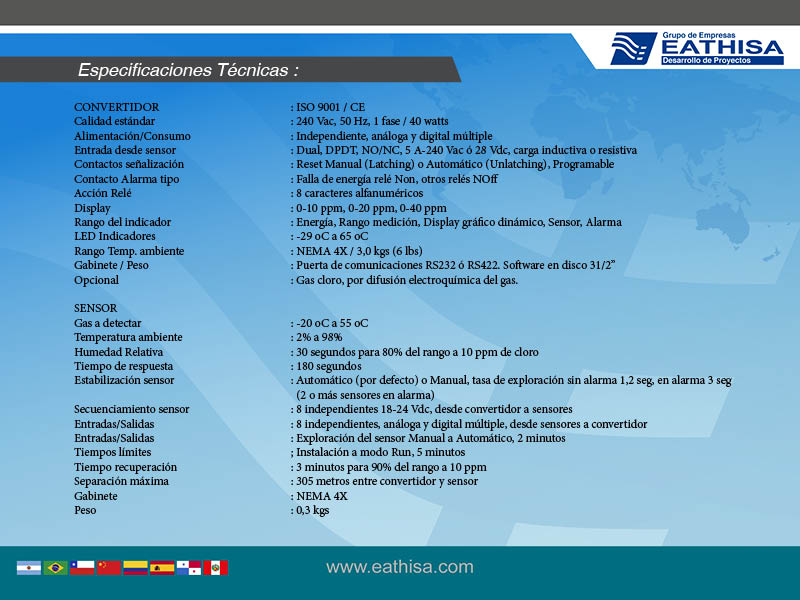 Grupo de Empresas
EATHISA
Desarrollo de Proyectos
Especificaciones Técnicas :
CONVERTIDOR : ISO 9001 / CE
Calidad estándar : 240 Vac, 50 Hz, 1 fase / 40 watts
Alimentación/Consumo : Independiente, análoga y digital múltiple
Entrada desde sensor : Dual, DPDT, NO/NC, 5 A-240 Vac ó 28 Vdc, carga inductiva o resistiva
Contactos señalización : Reset Manual (Latching) o Automático (Unlatching), Programable
Contacto Alarma tipo : Falla de energía relé Non, otros relés NOff
Acción Relé : 8 caracteres alfanuméricos
Display : 0-10 ppm, 0-20 ppm, 0-40 ppm
Rango del indicador : Energía, Rango medición, Display gráfico dinámico, Sensor, Alarma
LED Indicadores : -29 oC a 65 oC
Rango Temp. ambiente : NEMA 4X / 3,0 kgs (6 lbs)
Gabinete / Peso : Puerta de comunicaciones RS232 ó RS422. Software en disco 31/2”
Opcional : Gas cloro, por difusión electroquímica del gas.
SENSOR
Gas a detectar : -20 oC a 55 oC
Temperatura ambiente : 2% a 98%
Humedad Relativa : 30 segundos para 80% del rango a 10 ppm de cloro
Tiempo de respuesta : 180 segundos
Estabilización sensor : Automático (por defecto) o Manual, tasa de exploración sin alarma 1,2 seg, en alarma 3 seg
(2 o más sensores en alarma)
Secuenciamiento sensor : 8 independientes 18-24 Vdc, desde convertidor a sensores
Entradas/Salidas : 8 independientes, análoga y digital múltiple, desde sensores a convertidor
Entradas/Salidas : Exploración del sensor Manual a Automático, 2 minutos
Tiempos límites ; Instalación a modo Run, 5 minutos
Tiempo recuperación : 3 minutos para 90% del rango a 10 ppm
Separación máxima : 305 metros entre convertidor y sensor
Gabinete : NEMA 4X
Peso : 0,3 kgs
www.eathisa.com